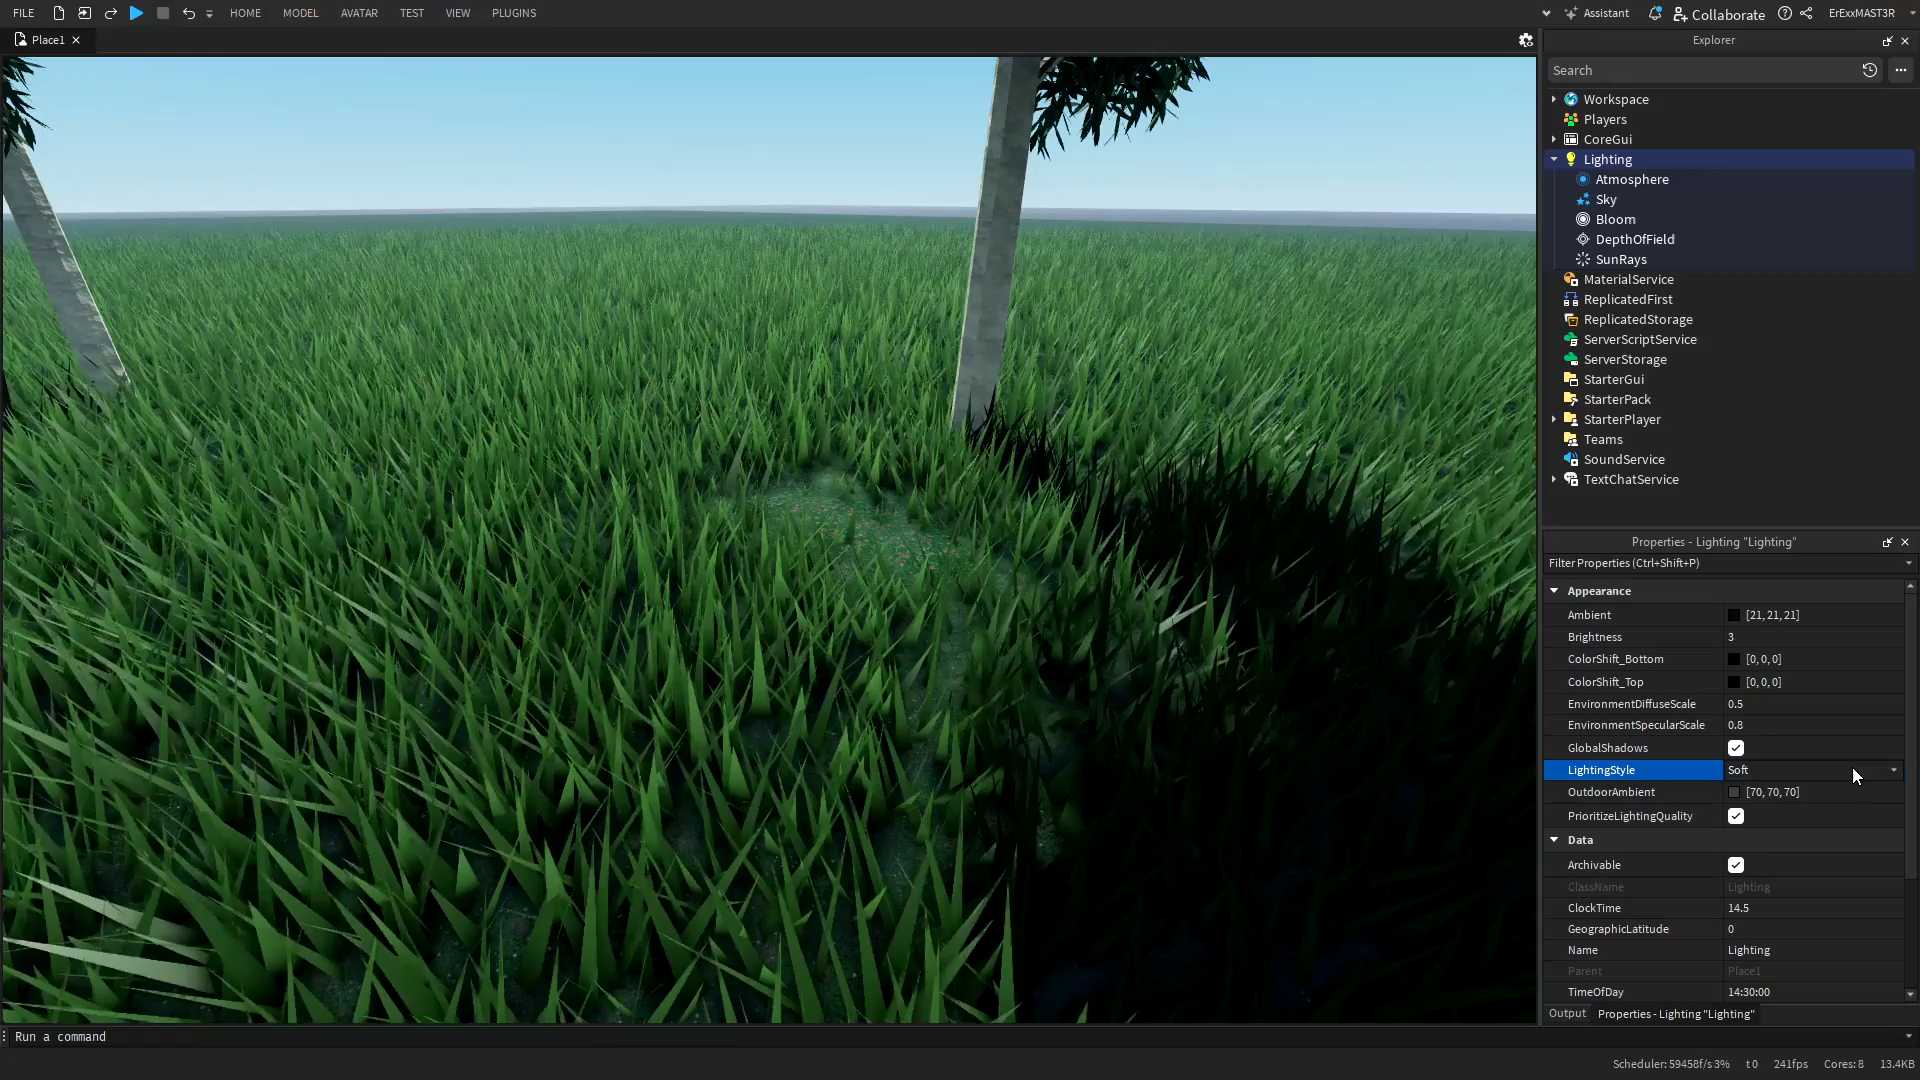 FILE HOME MODEL AVATAR TEST VIEW PLUGINS Assistant Collaborate ErExxMAST3R
Place1
Explorer
Search
Workspace
Players
CoreGui
Lighting
Atmosphere
Sky
Bloom
DepthOfField
SunRays
MaterialService
ReplicatedFirst
ReplicatedStorage
ServerScriptService
ServerStorage
StarterGui
StarterPack
StarterPlayer
Teams
SoundService
TextChatService
Properties - Lighting "Lighting"
Filter Properties (Ctrl+Shift+P)
Appearance
Ambient [21, 21, 21]
Brightness 3
ColorShift_Bottom [0, 0, 0]
ColorShift_Top [0, 0, 0]
EnvironmentDiffuseScale 0.5
EnvironmentSpecularScale 0.8
GlobalShadows
LightingStyle Soft
OutdoorAmbient [70, 70, 70]
PrioritizeLightingQuality
Data
Archivable
ClassName Lighting
ClockTime 14.5
GeographicLatitude 0
Name Lighting
Parent Place1
TimeOfDay 14:30:00
Output Properties - Lighting "Lighting"
Run a command
Scheduler: 59458f/s 3% t 0 241fps Cores: 8 13.4KB